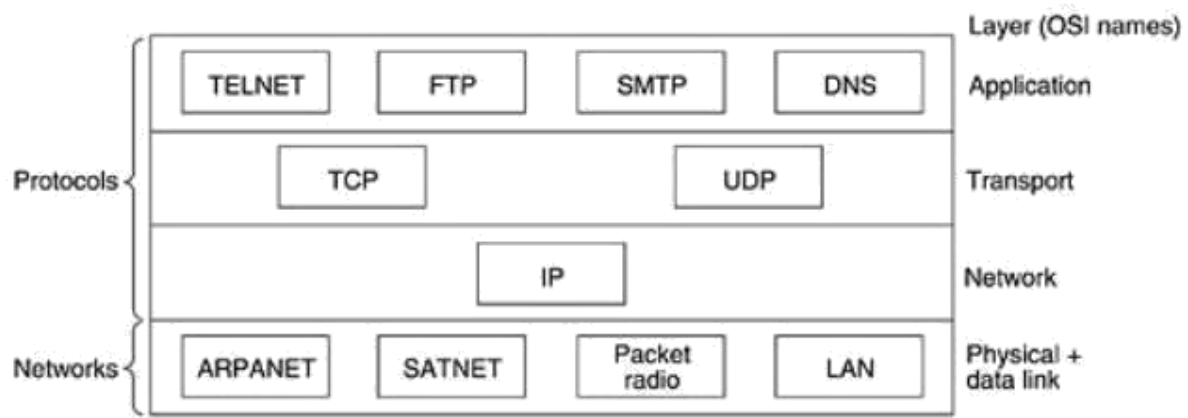 Layer (OSI names)
TELNET FTP SMTP DNS Application
Protocols TCP UDP Transport
IP Network
Networks ARPANET SATNET Packet radio LAN Physical + data link